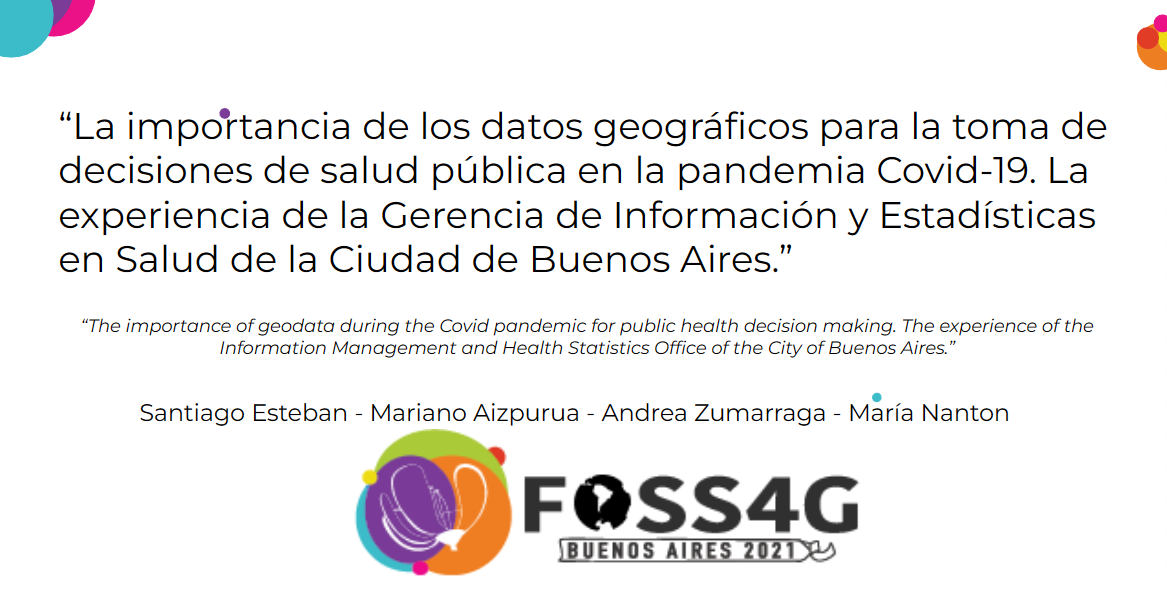 “La importancia de los datos geográficos para la toma de
decisiones de salud pública en la pandemia Covid-19. La
experiencia de la Gerencia de Información y Estadísticas
en Salud de la Ciudad de Buenos Aires.”
“The importance of geodata during the Covid pandemic for public health decision making. The experience of the
Information Management and Health Statistics Office of the City of Buenos Aires.”
Santiago Esteban - Mariano Aizpurua - Andrea Zumarraga - María Nanton
FOSS4G
BUENOS AIRES 2021